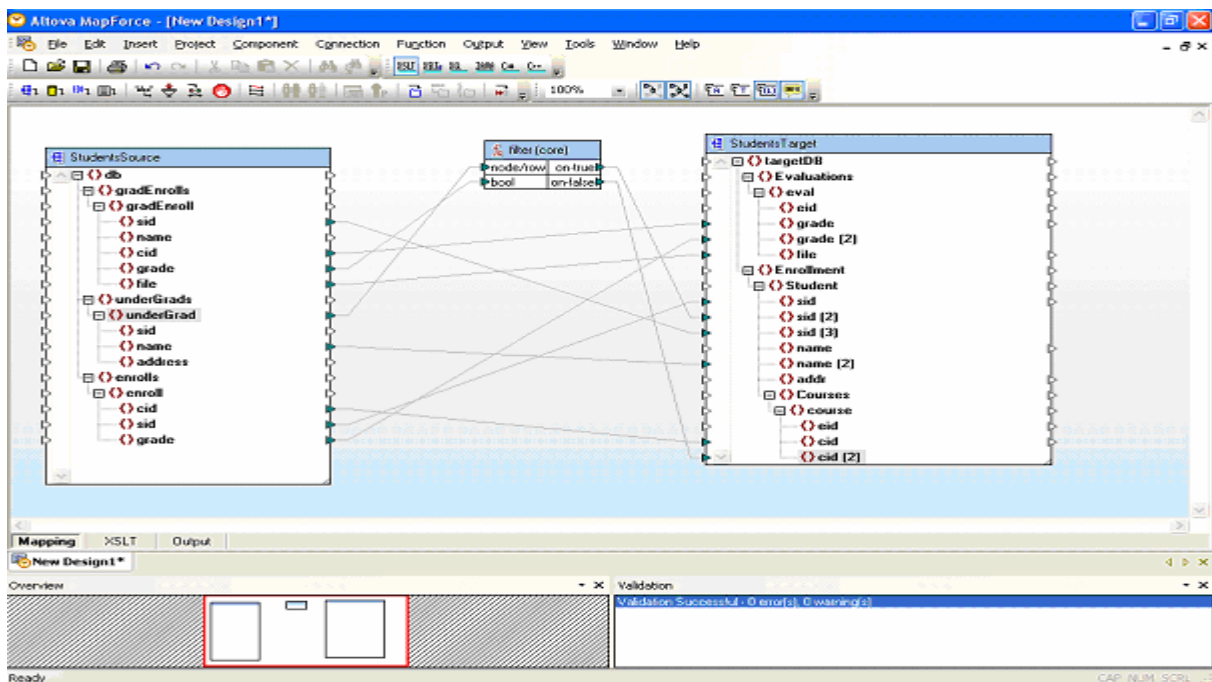 Altova MapForce - [New Design1*]
File Edit Insert Project Component Connection Function Output View Tools Window Help
100%
StudentsSource
db
gradEnrolls
gradEnroll
sid
name
cid
grade
file
underGrads
underGrad
sid
name
address
enrolls
enroll
cid
sid
grade
filter (core)
node/row on-true
bool on-false
StudentsTarget
targetDB
Evaluations
eval
eid
grade
grade (2)
file
Enrollment
Student
sid
sid (2)
sid (3)
name
name (2)
addr
Courses
course
eid
cid
cid (2)
Mapping XSLT Output
New Design1*
Overview
Validation
Validation Successful - 0 error(s), 0 warning(s)
Ready
CAP NUM SCRL